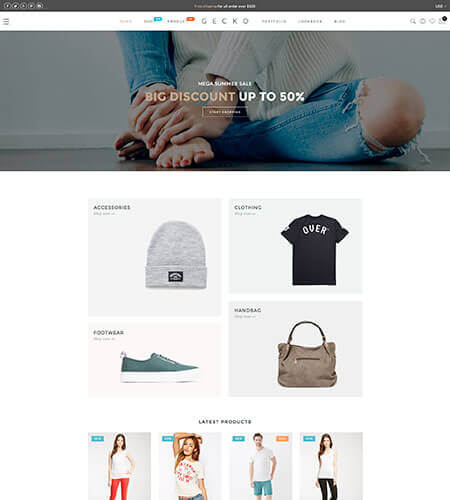 Free shipping for all order over $100
USD
HOME
SHOP
PRODUCT
GECKO
PORTFOLIO
LOOKBOOK
BLOG
MEGA SUMMER SALE
BIG DISCOUNT UP TO 50%
START SHOPPING
ACCESSORIES
Shop now
CLOTHING
Shop now
OVER
HANDBAG
Shop now
FOOTWEAR
Shop now
LATEST PRODUCTS
NEW
NEW
NEW
NEW